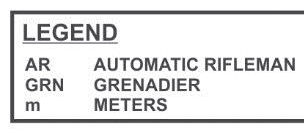 LEGEND
AR AUTOMATIC RIFLEMAN
GRN GRENADIER
m METERS